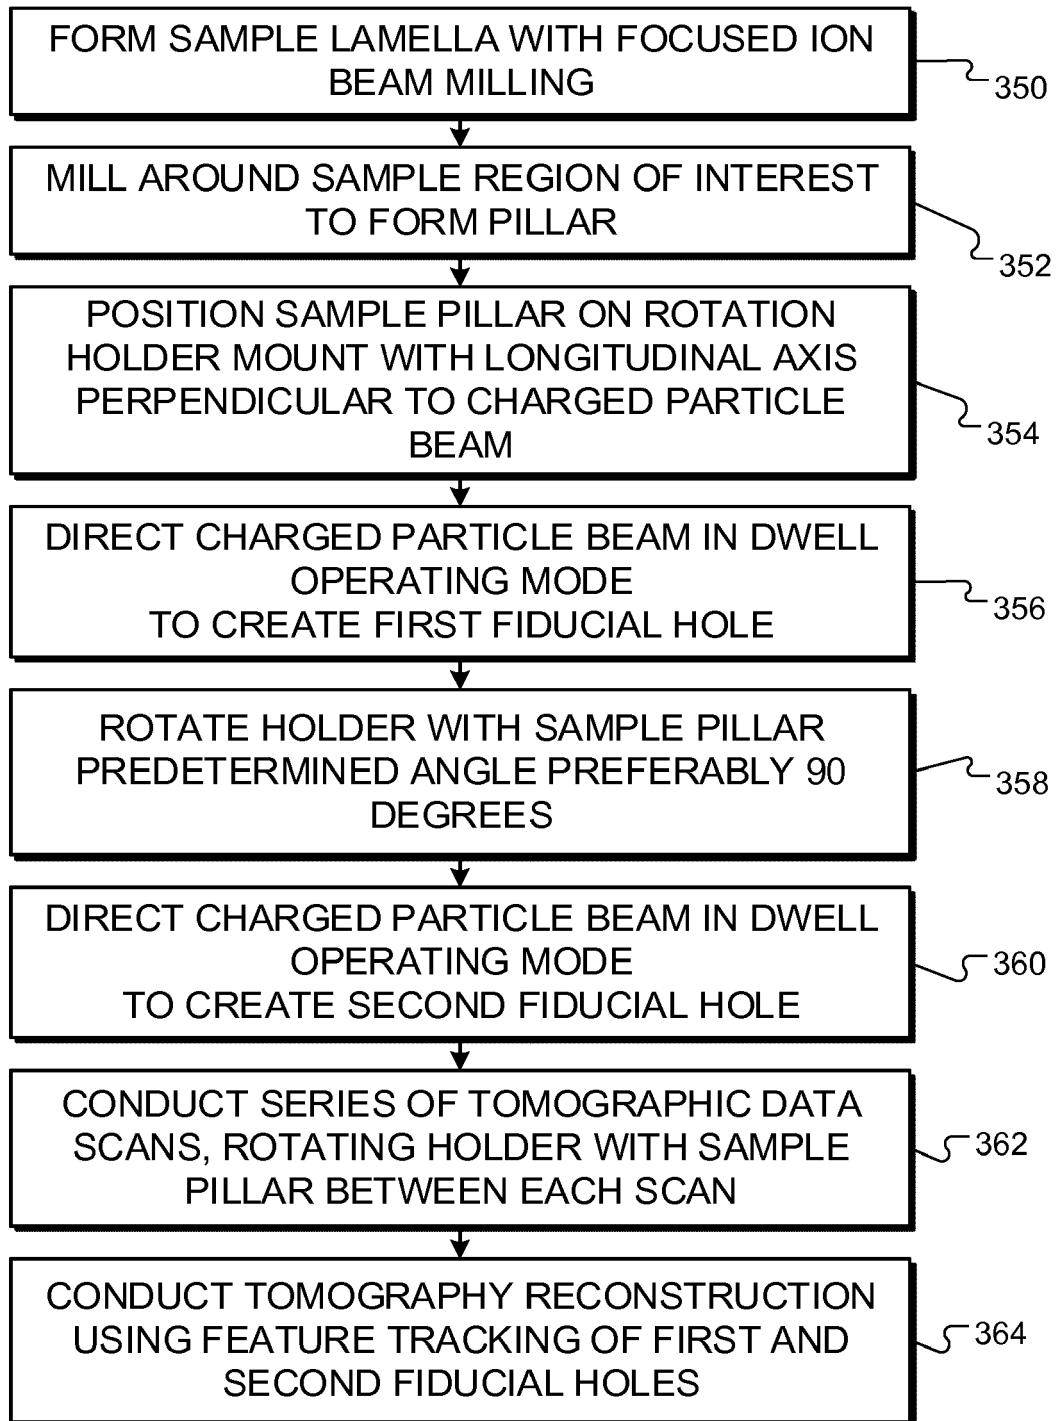 FORM SAMPLE LAMELLA WITH FOCUSED ION
BEAM MILLING
350
MILL AROUND SAMPLE REGION OF INTEREST
TO FORM PILLAR
352
POSITION SAMPLE PILLAR ON ROTATION
HOLDER MOUNT WITH LONGITUDINAL AXIS
PERPENDICULAR TO CHARGED PARTICLE
BEAM
354
DIRECT CHARGED PARTICLE BEAM IN DWELL
OPERATING MODE
TO CREATE FIRST FIDUCIAL HOLE
356
ROTATE HOLDER WITH SAMPLE PILLAR
PREDETERMINED ANGLE PREFERABLY 90
DEGREES
358
DIRECT CHARGED PARTICLE BEAM IN DWELL
OPERATING MODE
TO CREATE SECOND FIDUCIAL HOLE
360
CONDUCT SERIES OF TOMOGRAPHIC DATA
SCANS, ROTATING HOLDER WITH SAMPLE
PILLAR BETWEEN EACH SCAN
362
CONDUCT TOMOGRAPHY RECONSTRUCTION
USING FEATURE TRACKING OF FIRST AND
SECOND FIDUCIAL HOLES
364